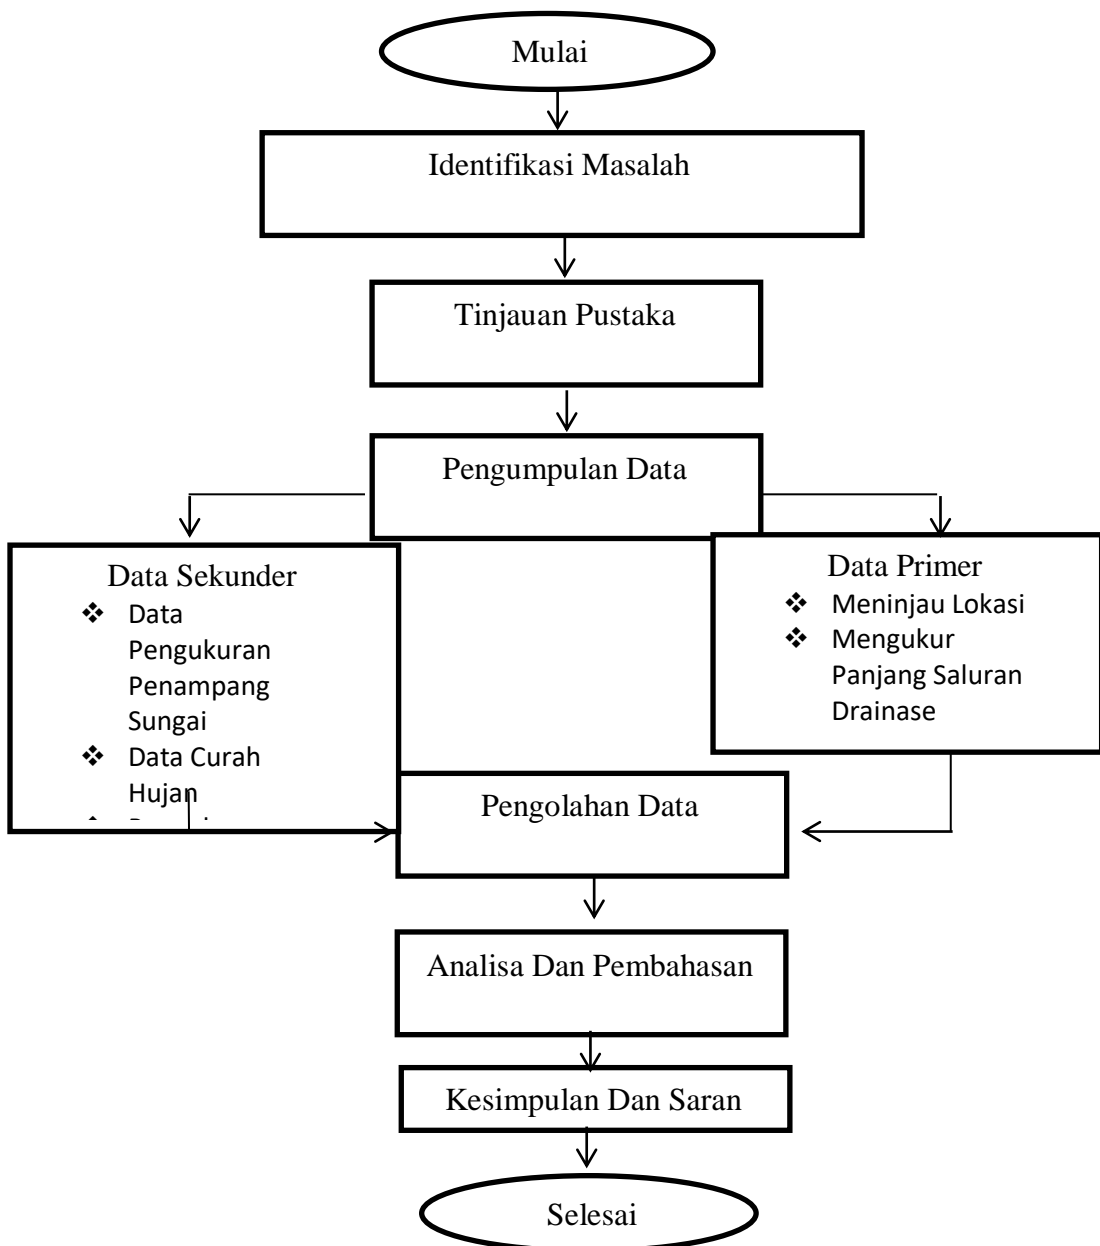 Mulai
Identifikasi Masalah
Tinjauan Pustaka
Pengumpulan Data
Data Sekunder
❖ Data
Pengukuran
Penampang
Sungai
❖ Data Curah
Hujan
Data Primer
❖ Meninjau Lokasi
❖ Mengukur
Panjang Saluran
Drainase
Pengolahan Data
Analisa Dan Pembahasan
Kesimpulan Dan Saran
Selesai